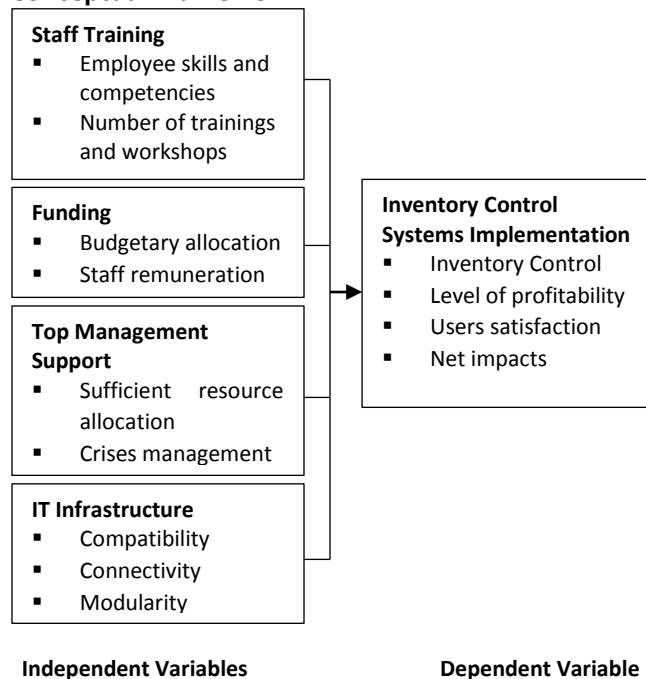 Staff Training
▪ Employee skills and
competencies
▪ Number of trainings
and workshops
Funding
▪ Budgetary allocation
▪ Staff remuneration
Top Management
Support
▪ Sufficient resource
allocation
▪ Crises management
IT Infrastructure
▪ Compatibility
▪ Connectivity
▪ Modularity
Inventory Control
Systems Implementation
▪ Inventory Control
▪ Level of profitability
▪ Users satisfaction
▪ Net impacts
Independent Variables Dependent Variable